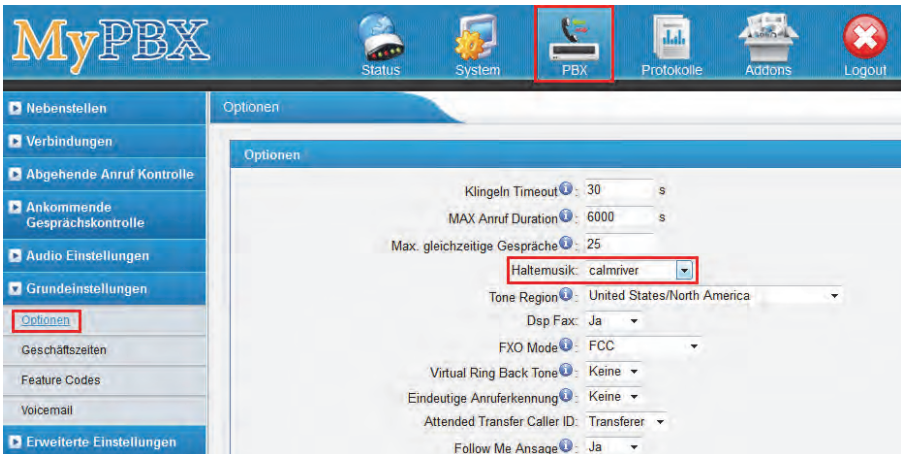 MyPBX
Status System PBX Protokolle Addons Logout
Nebenstellen
Verbindungen
Abgehende Anruf Kontrolle
Ankommende
Gesprächskontrolle
Audio Einstellungen
Grundeinstellungen
Optionen
Geschäftszeiten
Feature Codes
Voicemail
Erweiterte Einstellungen
Optionen
Optionen
Klingeln Timeout i : 30 s
MAX Anruf Duration i : 6000 s
Max. gleichzeitige Gespräche i : 25
Haltemusik: calmriver
Tone Region i : United States/North America
Dsp Fax: Ja
FXO Mode i : FCC
Virtual Ring Back Tone i : Keine
Eindeutige Anruferkennung i : Keine
Attended Transfer Caller ID: Transferer
Follow Me Ansage i : Ja